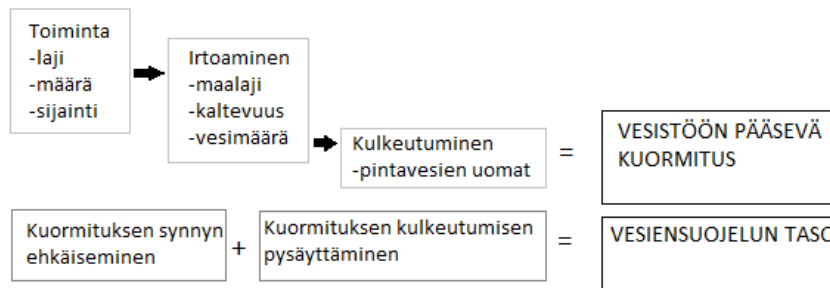 Toiminta
-laji
-määrä
-sijainti
Irtoaminen
-maalaji
-kaltevuus
-vesimäärä
Kulkeutuminen
-pintavesien uomat
=
VESISTÖÖN PÄÄSEVÄ
KUORMITUS
Kuormituksen synnyn
ehkäiseminen
+
Kuormituksen kulkeutumisen
pysäyttäminen
=
VESIENSUOJELUN TASO